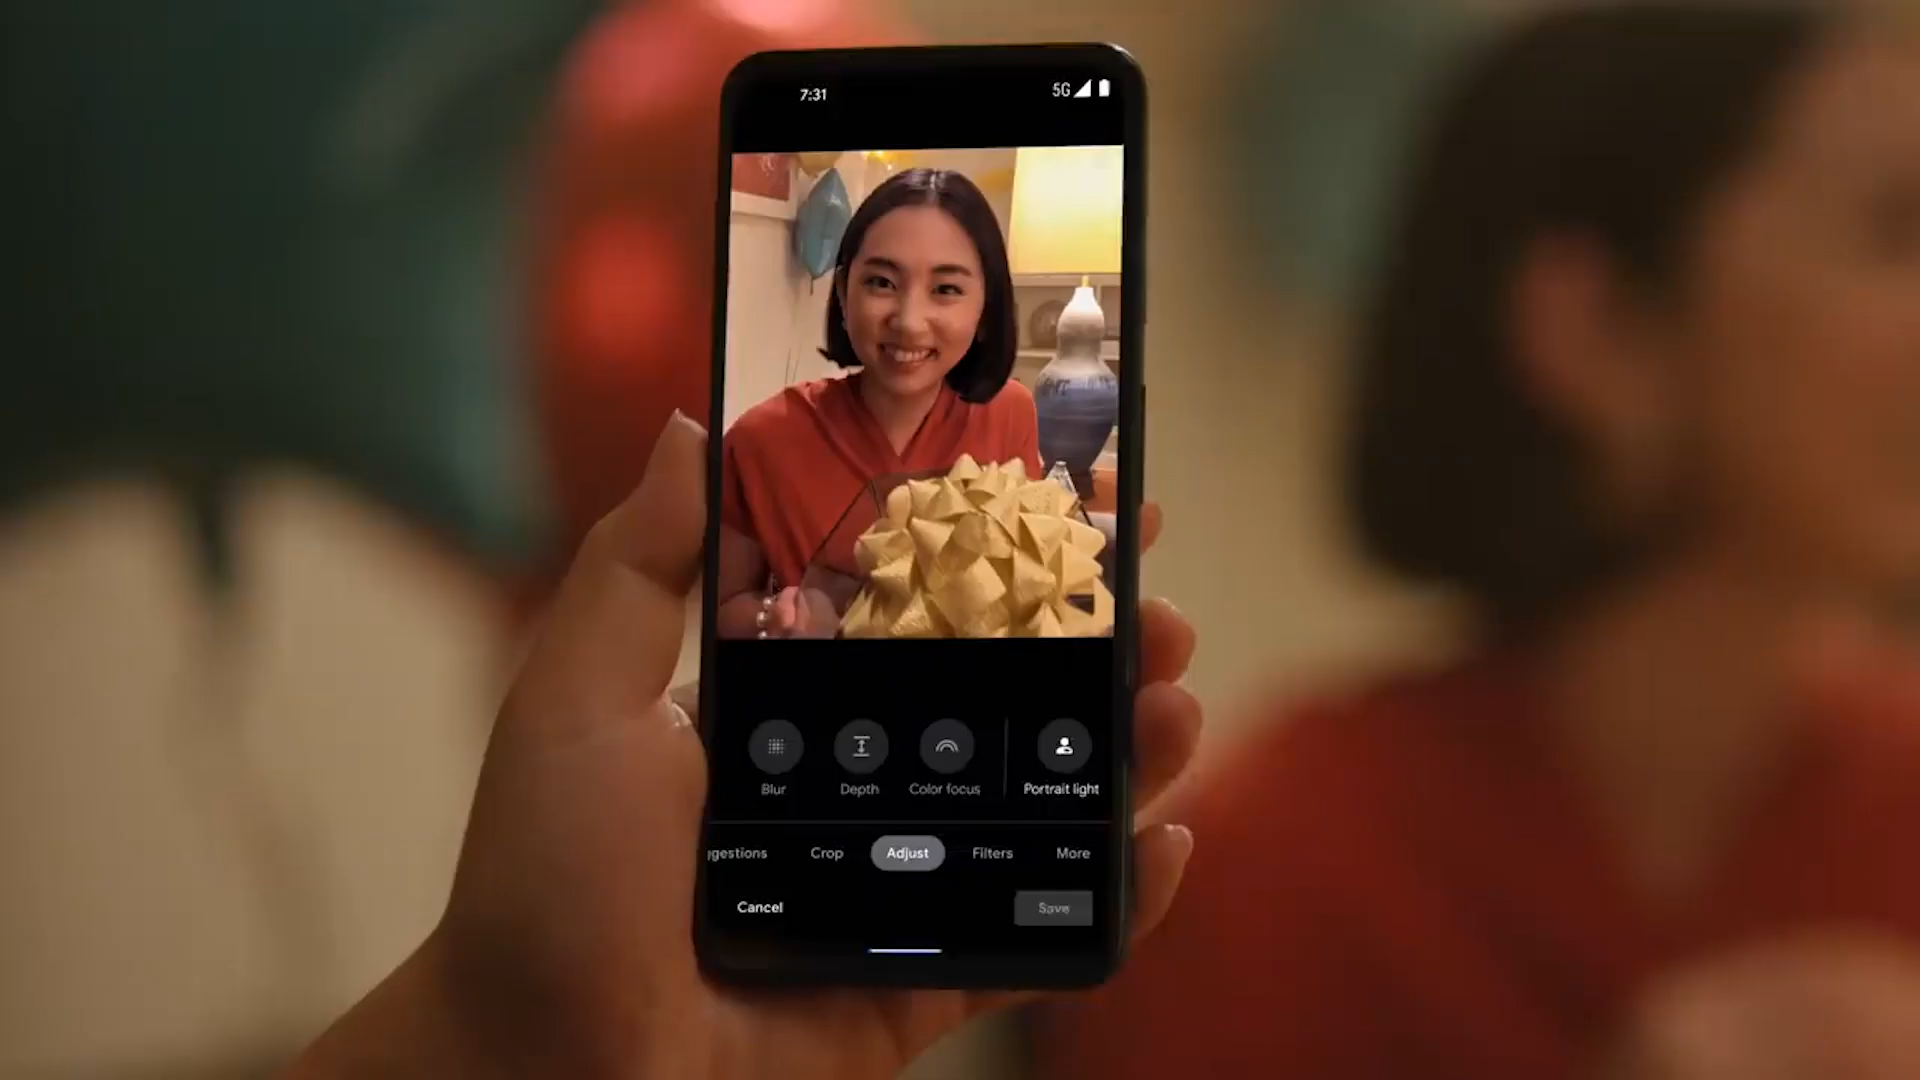 7:31 5G
Blur Depth Color focus Portrait light
ggestions Crop Adjust Filters More
Cancel Save